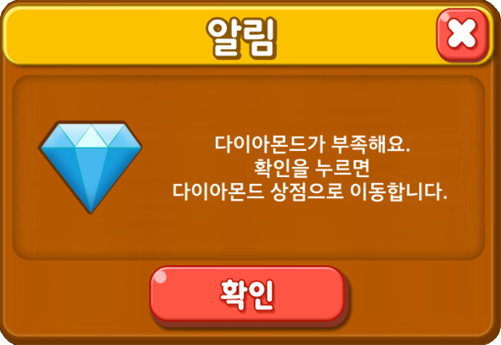 알림
다이아몬드가 부족해요.
확인을 누르면
다이아몬드 상점으로 이동합니다.
확인